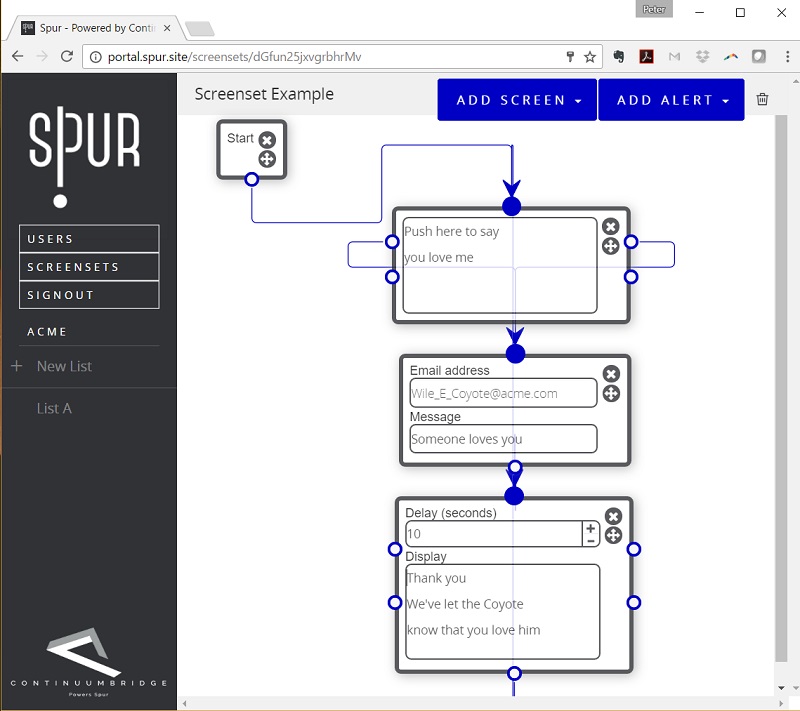 Peter
Spur - Powered by Contin
portal.spur.site/screensets/dGfun25jxvgrbhrMv
SPUR
USERS
SCREENSETS
SIGNOUT
ACME
+ New List
List A
CONTINUUMBRIDGE
Powers Spur
Screenset Example
ADD SCREEN
ADD ALERT
Start
Push here to say
you love me
Email address
Wile_E_Coyote@acme.com
Message
Someone loves you
Delay (seconds)
10
+
-
Display
Thank you
We've let the Coyote
know that you love him